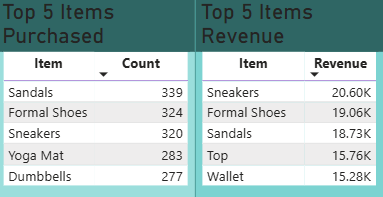 Top 5 Items
Purchased
Item Count
Sandals 339
Formal Shoes 324
Sneakers 320
Yoga Mat 283
Dumbbells 277
Top 5 Items
Revenue
Item Revenue
Sneakers 20.60K
Formal Shoes 19.06K
Sandals 18.73K
Top 15.76K
Wallet 15.28K